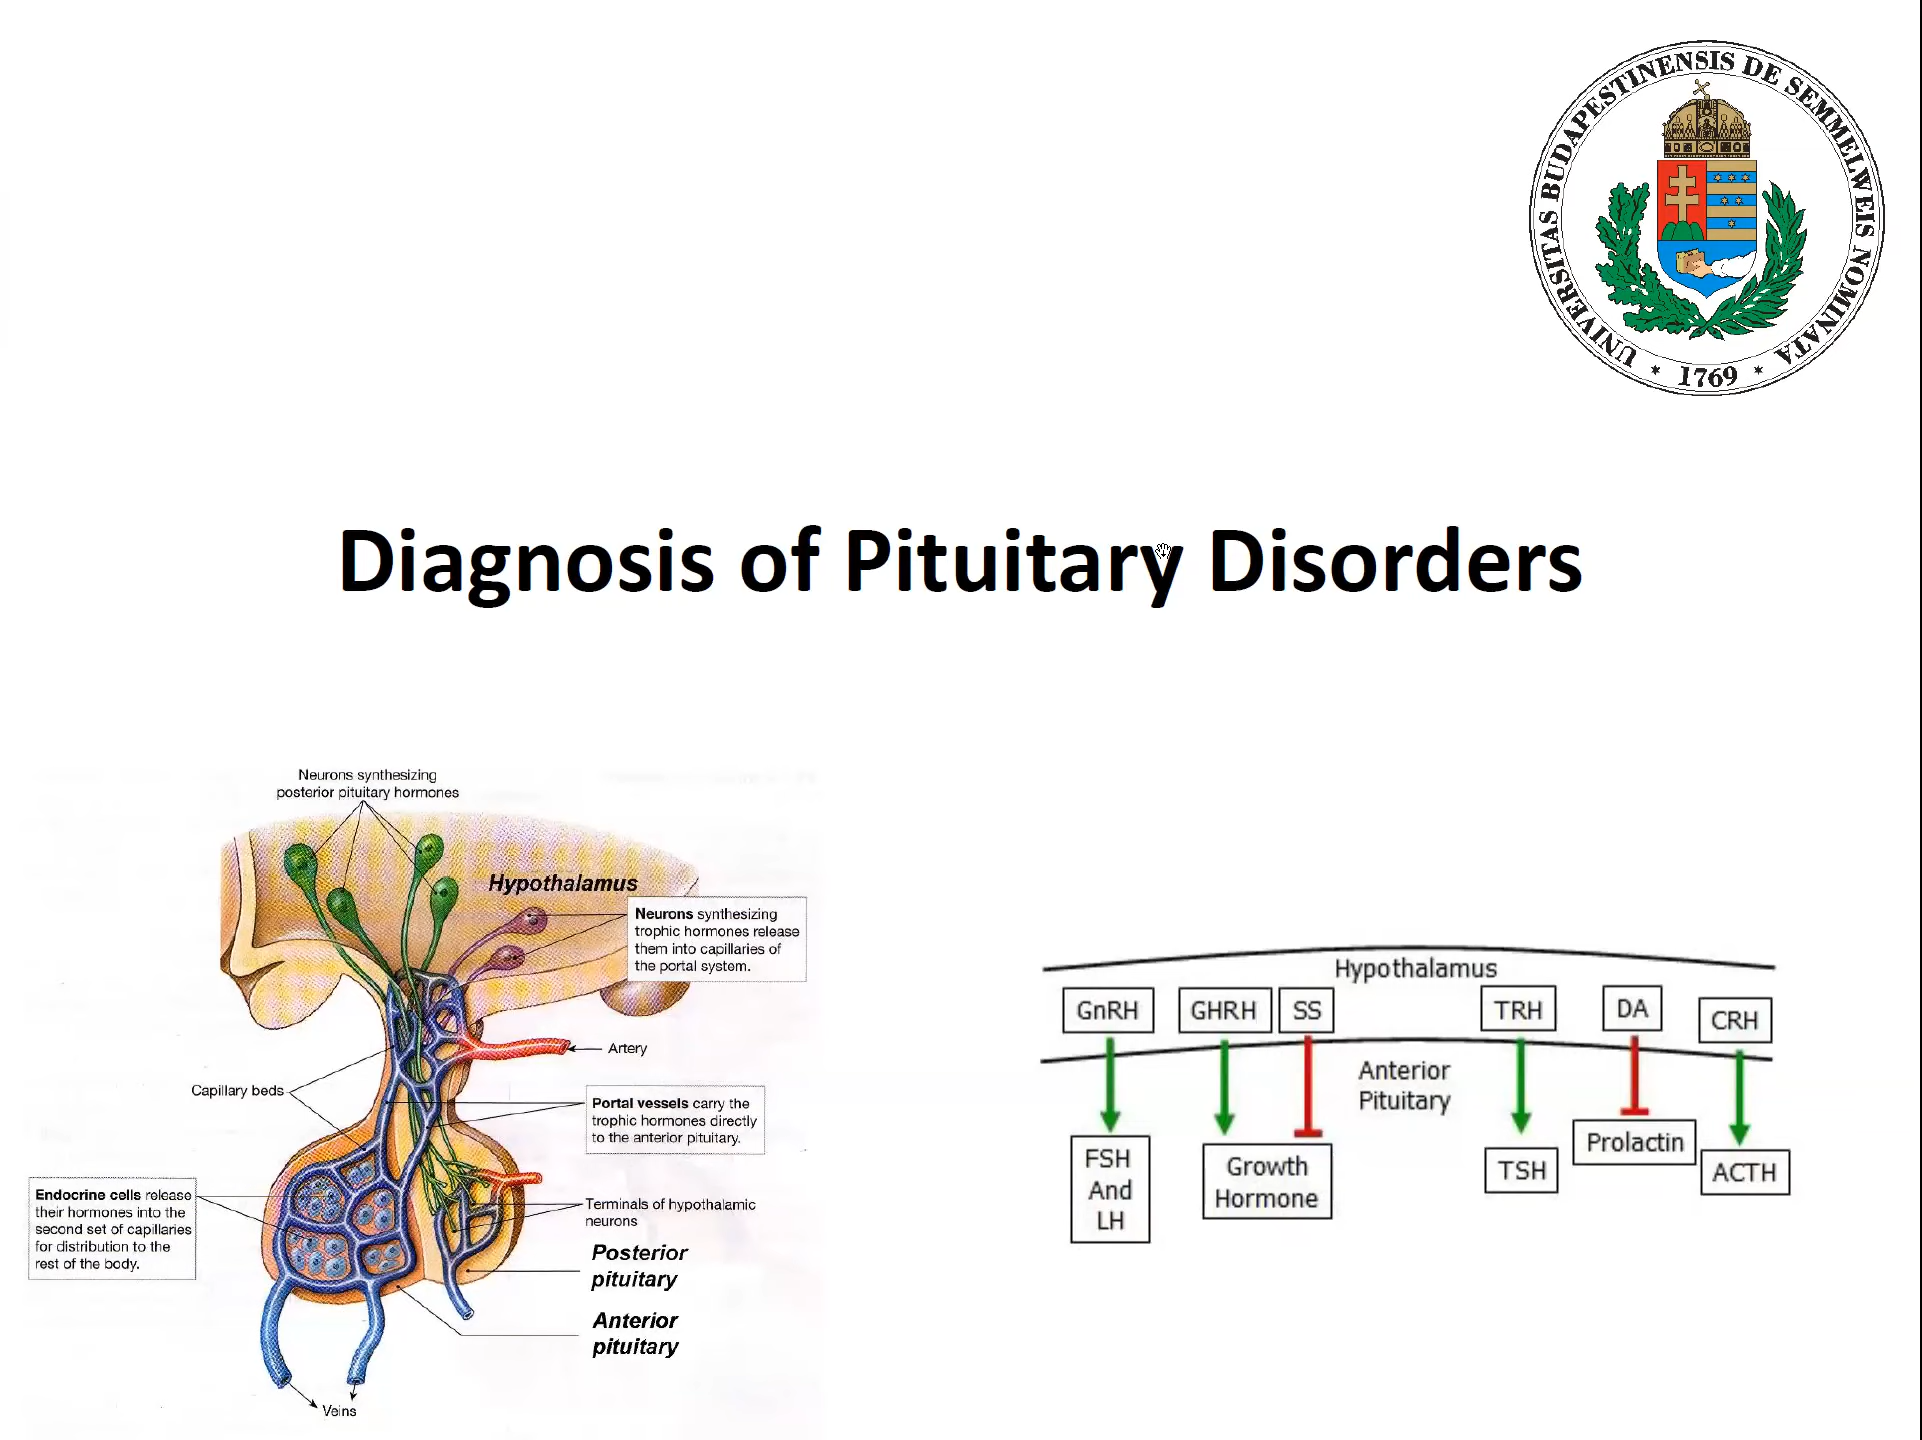 UNIVERSITAS BUDAPESTINENSIS DE SEMMELWEIS NOMINATA
* 1769 *
Diagnosis of Pituitary Disorders
Neurons synthesizing
posterior pituitary hormones
Hypothalamus
Neurons synthesizing
trophic hormones release
them into capillaries of
the portal system.
Artery
Capillary beds
Portal vessels carry the
trophic hormones directly
to the anterior pituitary.
Endocrine cells release
their hormones into the
second set of capillaries
for distribution to the
rest of the body.
Terminals of hypothalamic
neurons
Posterior
pituitary
Anterior
pituitary
Veins
Hypothalamus
GnRH GHRH SS TRH DA CRH
Anterior
Pituitary
FSH
And
LH
Growth
Hormone
TSH
Prolactin
ACTH